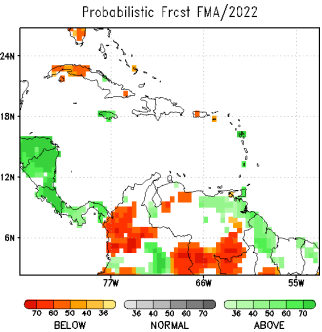 Probabilistic Frcst FMA/2022
24N
18N
12N
6N
77W 66W 55W
70 60 50 40 36 36 40 50 60 70 36 40 50 60 70
BELOW NORMAL ABOVE